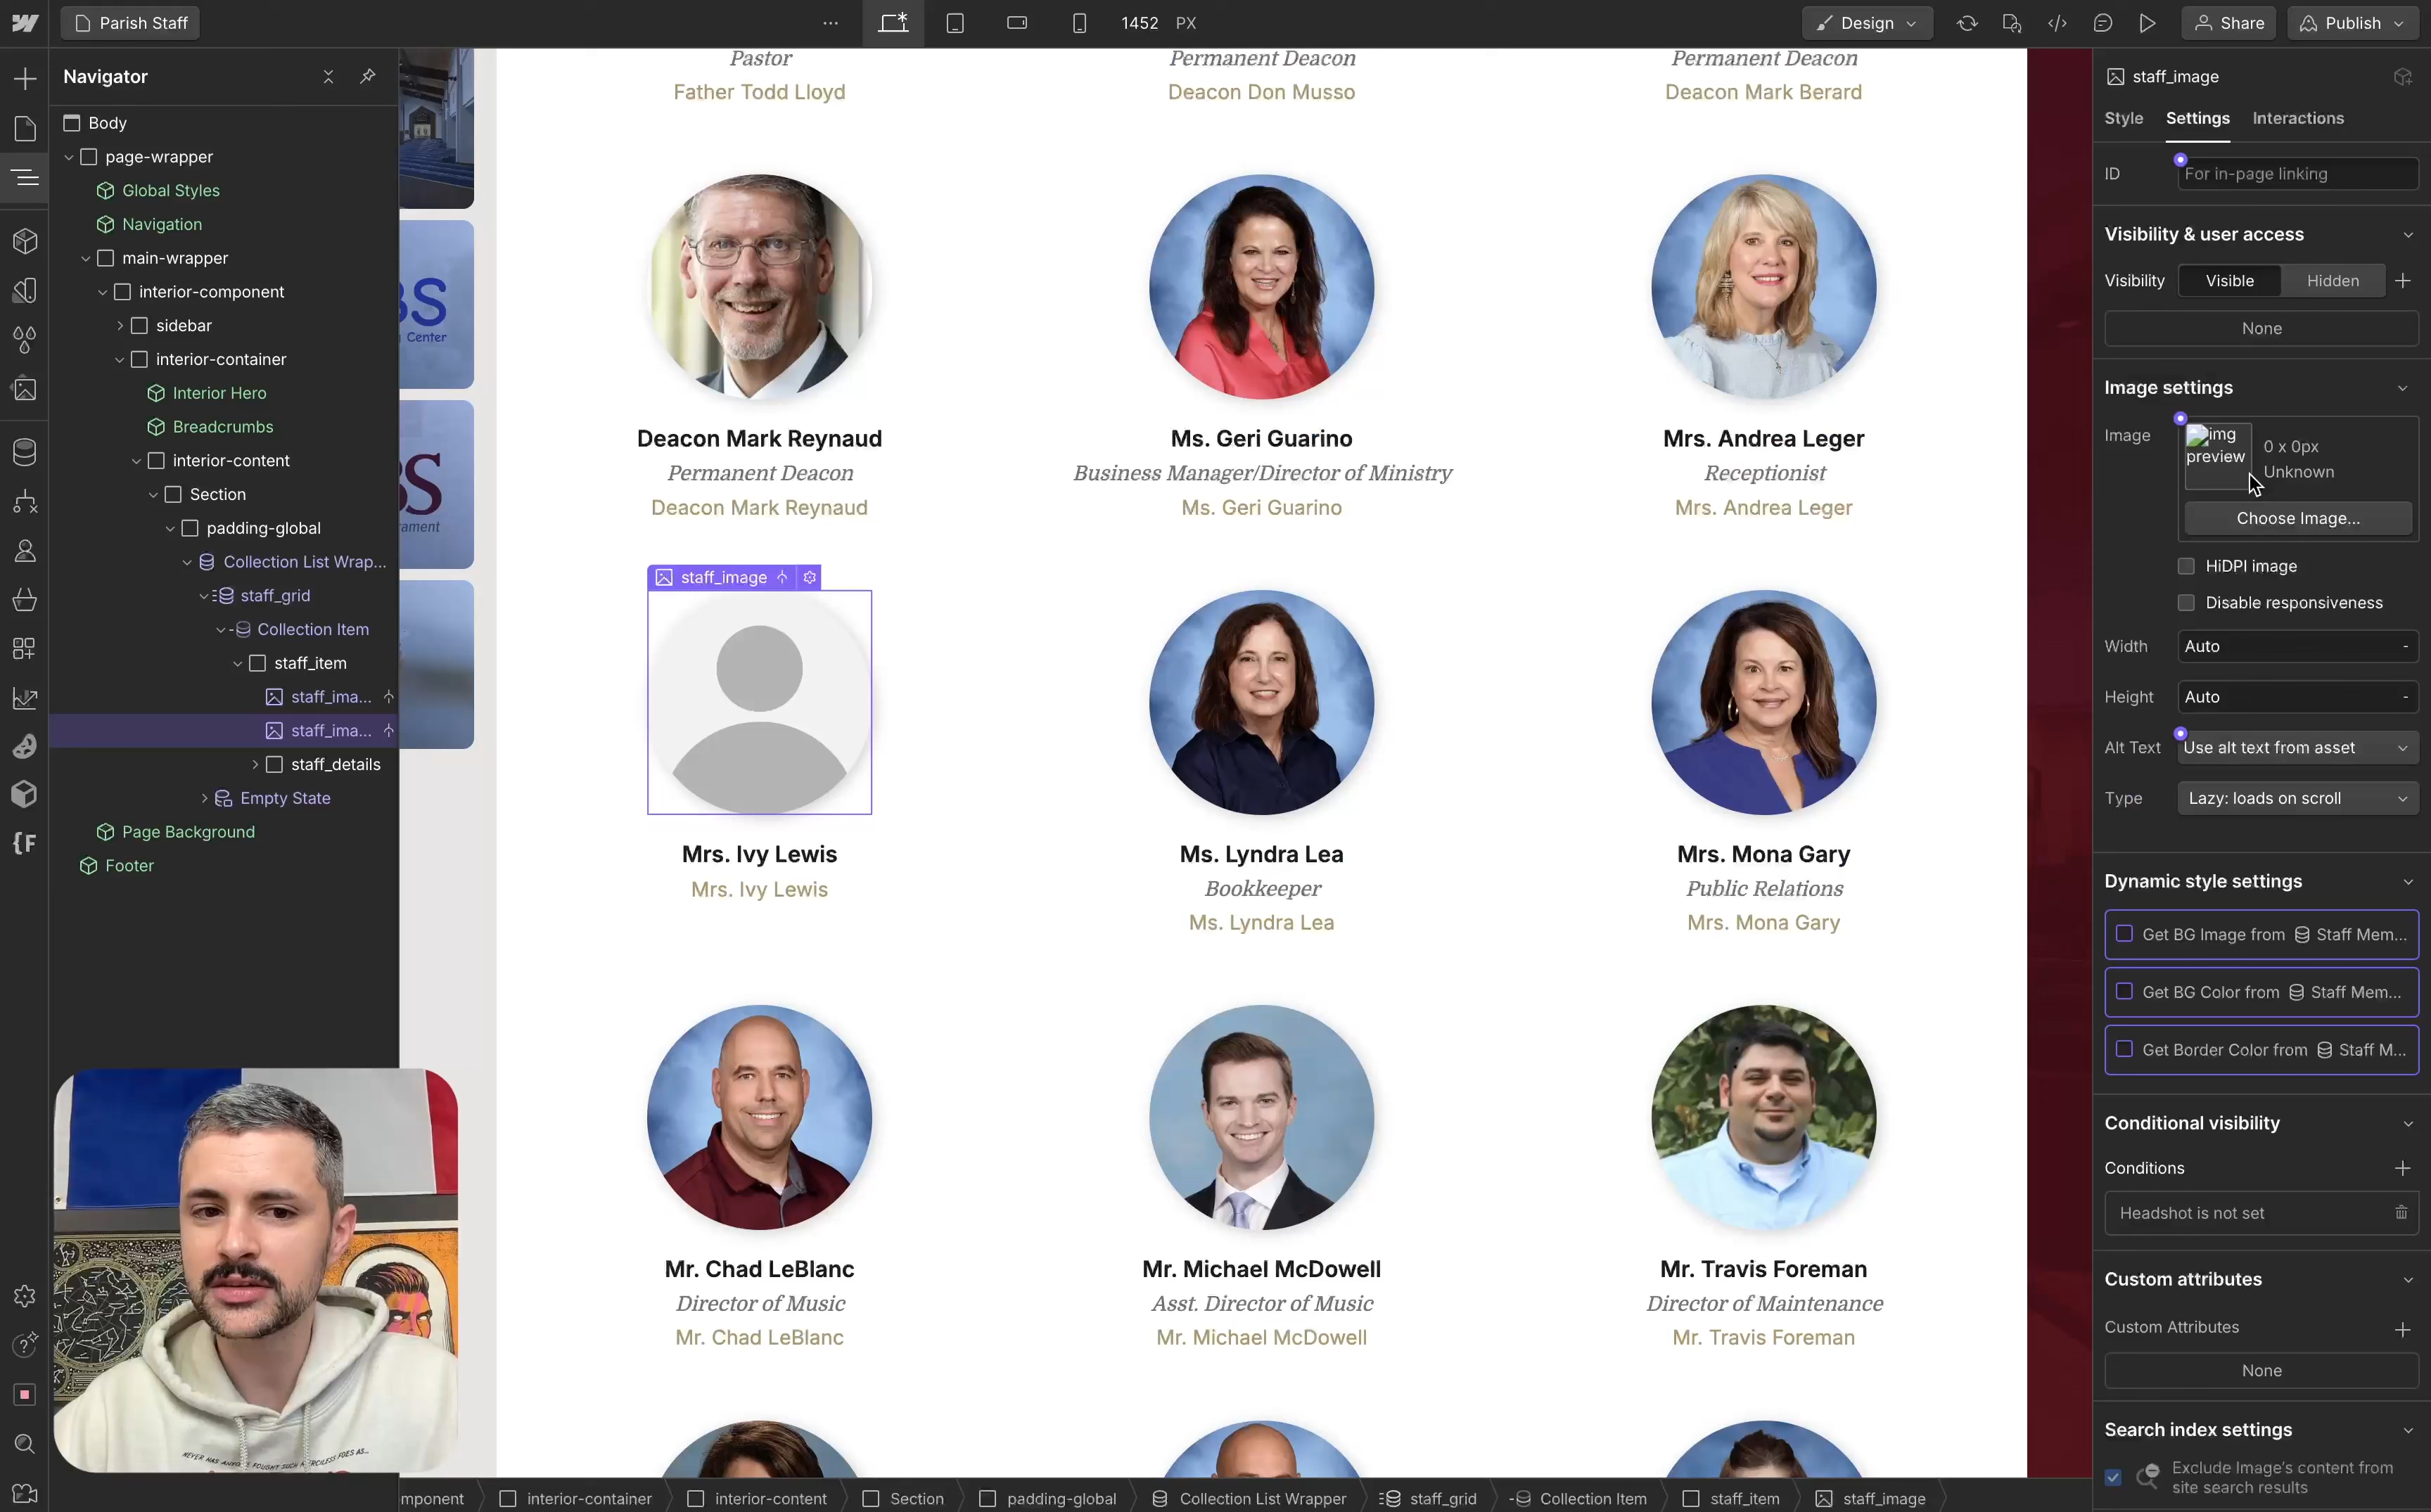 Parish Staff
1452 PX
Design
Share
Publish
Navigator
Body
page-wrapper
Global Styles
Navigation
main-wrapper
interior-component
sidebar
interior-container
Interior Hero
Breadcrumbs
interior-content
Section
padding-global
Collection List Wrap...
staff_grid
Collection Item
staff_item
staff_ima...
staff_ima...
staff_details
Empty State
Page Background
Footer
BS
Center
S
ament
Pastor
Father Todd Lloyd
Permanent Deacon
Deacon Don Musso
Permanent Deacon
Deacon Mark Berard
Deacon Mark Reynaud
Permanent Deacon
Deacon Mark Reynaud
Ms. Geri Guarino
Business Manager/Director of Ministry
Ms. Geri Guarino
Mrs. Andrea Leger
Receptionist
Mrs. Andrea Leger
staff_image
Mrs. Ivy Lewis
Mrs. Ivy Lewis
Ms. Lyndra Lea
Bookkeeper
Ms. Lyndra Lea
Mrs. Mona Gary
Public Relations
Mrs. Mona Gary
Mr. Chad LeBlanc
Director of Music
Mr. Chad LeBlanc
Mr. Michael McDowell
Asst. Director of Music
Mr. Michael McDowell
Mr. Travis Foreman
Director of Maintenance
Mr. Travis Foreman
staff_image
Style Settings Interactions
ID
For in-page linking
Visibility & user access
Visibility Visible Hidden
None
Image settings
Image
img
preview
0 x 0px
Unknown
Choose Image...
HiDPI image
Disable responsiveness
Width Auto -
Height Auto -
Alt Text Use alt text from asset
Type Lazy: loads on scroll
Dynamic style settings
Get BG Image from Staff Mem...
Get BG Color from Staff Mem...
Get Border Color from Staff M...
Conditional visibility
Conditions
Headshot is not set
Custom attributes
Custom Attributes
None
Search index settings
Exclude Image's content from
site search results
mponent
interior-container
interior-content
Section
padding-global
Collection List Wrapper
staff_grid
Collection Item
staff_item
staff_image